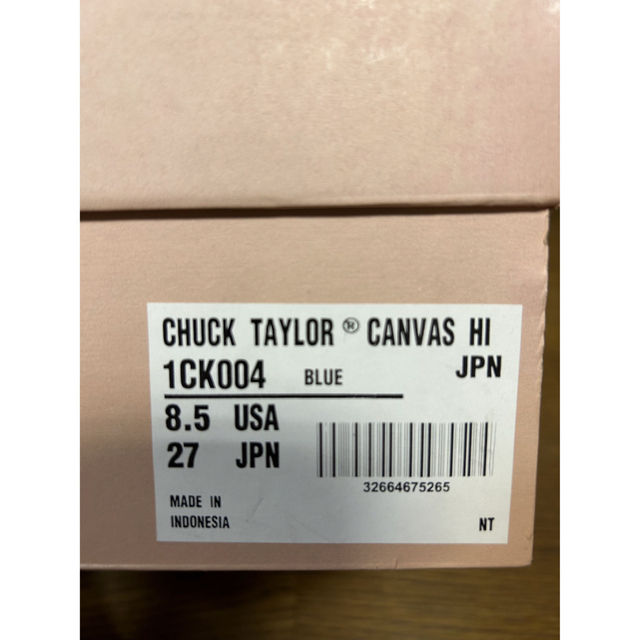 CHUCK TAYLOR® CANVAS HI
1CK004 BLUE JPN
8.5 USA
27 JPN
32664675265
MADE IN
INDONESIA
NT